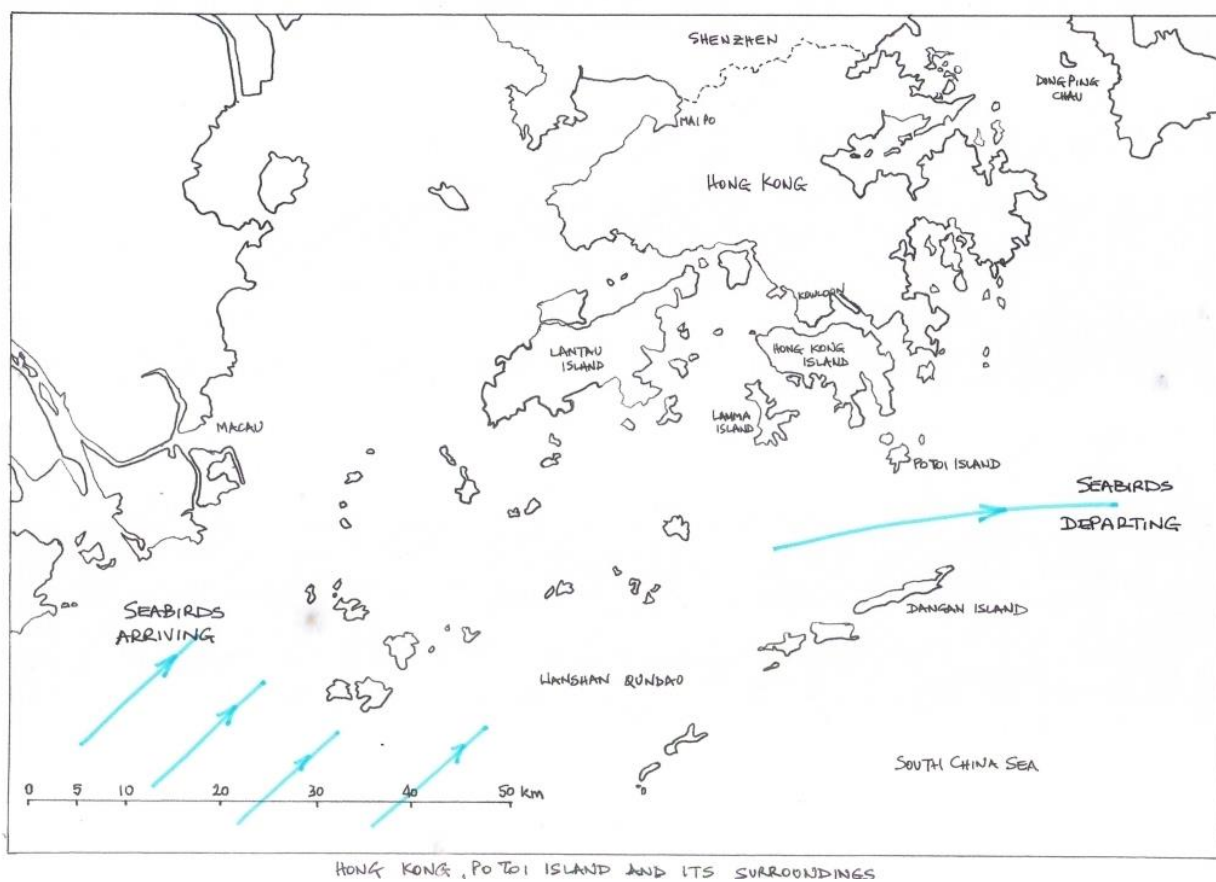 SHENZHEN
DONGPING
CHAU
MAI PO
HONG KONG
KOWLOON
LANTAU
ISLAND
HONG KONG
ISLAND
LAMMA
ISLAND
MACAU
PO TOI ISLAND
SEABIRDS
DEPARTING
SEABIRDS
ARRIVING
DANGAN ISLAND
WANSHAN QUNDAO
SOUTH CHINA SEA
0 5 10 20 30 40 50 km
HONG KONG, PO TOI ISLAND AND ITS SURROUNDINGS